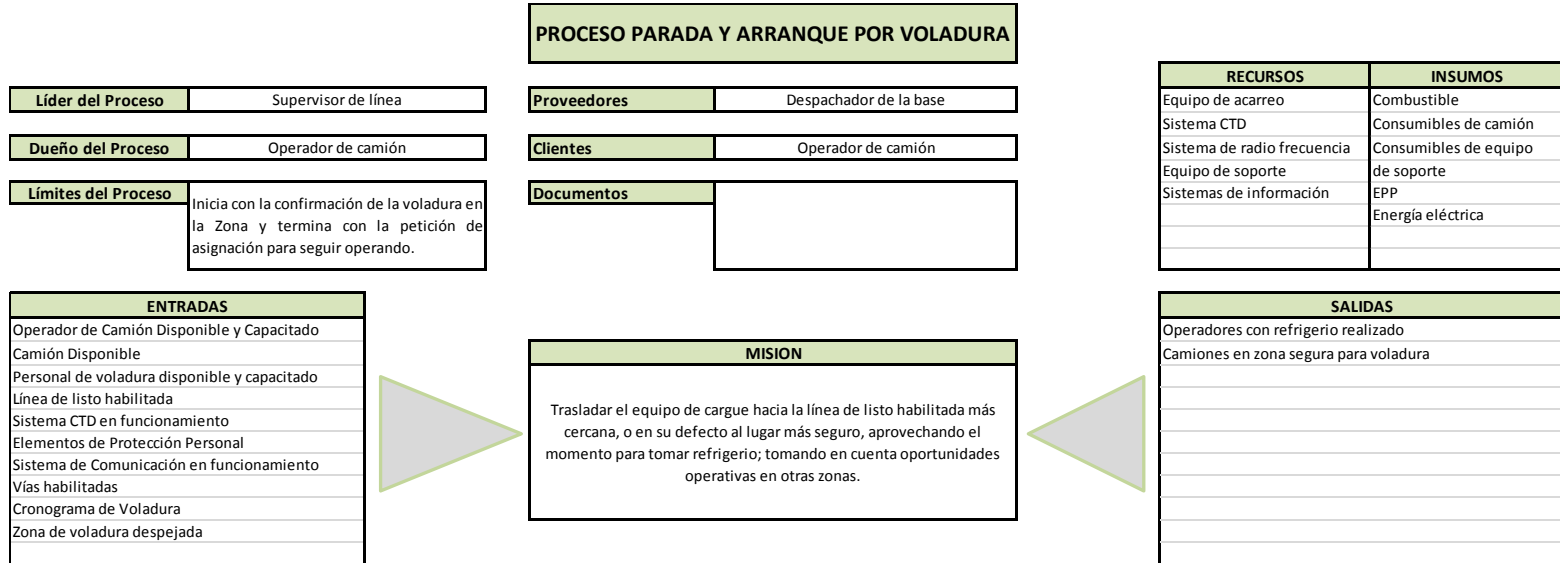 PROCESO PARADA Y ARRANQUE POR VOLADURA
Líder del Proceso
Supervisor de línea
Dueño del Proceso
Operador de camión
Límites del Proceso
Inicia con la confirmación de la voladura en
la Zona y termina con la petición de
asignación para seguir operando.
Proveedores
Despachador de la base
Clientes
Operador de camión
Documentos
RECURSOS
INSUMOS
Equipo de acarreo
Combustible
Sistema CTD
Consumibles de camión
Sistema de radio frecuencia
Consumibles de equipo
Equipo de soporte
de soporte
Sistemas de información
EPP
Energía eléctrica
ENTRADAS
Operador de Camión Disponible y Capacitado
Camión Disponible
Personal de voladura disponible y capacitado
Línea de listo habilitada
Sistema CTD en funcionamiento
Elementos de Protección Personal
Sistema de Comunicación en funcionamiento
Vías habilitadas
Cronograma de Voladura
Zona de voladura despejada
MISION
Trasladar el equipo de cargue hacia la línea de listo habilitada más
cercana, o en su defecto al lugar más seguro, aprovechando el
momento para tomar refrigerio; tomando en cuenta oportunidades
operativas en otras zonas.
SALIDAS
Operadores con refrigerio realizado
Camiones en zona segura para voladura